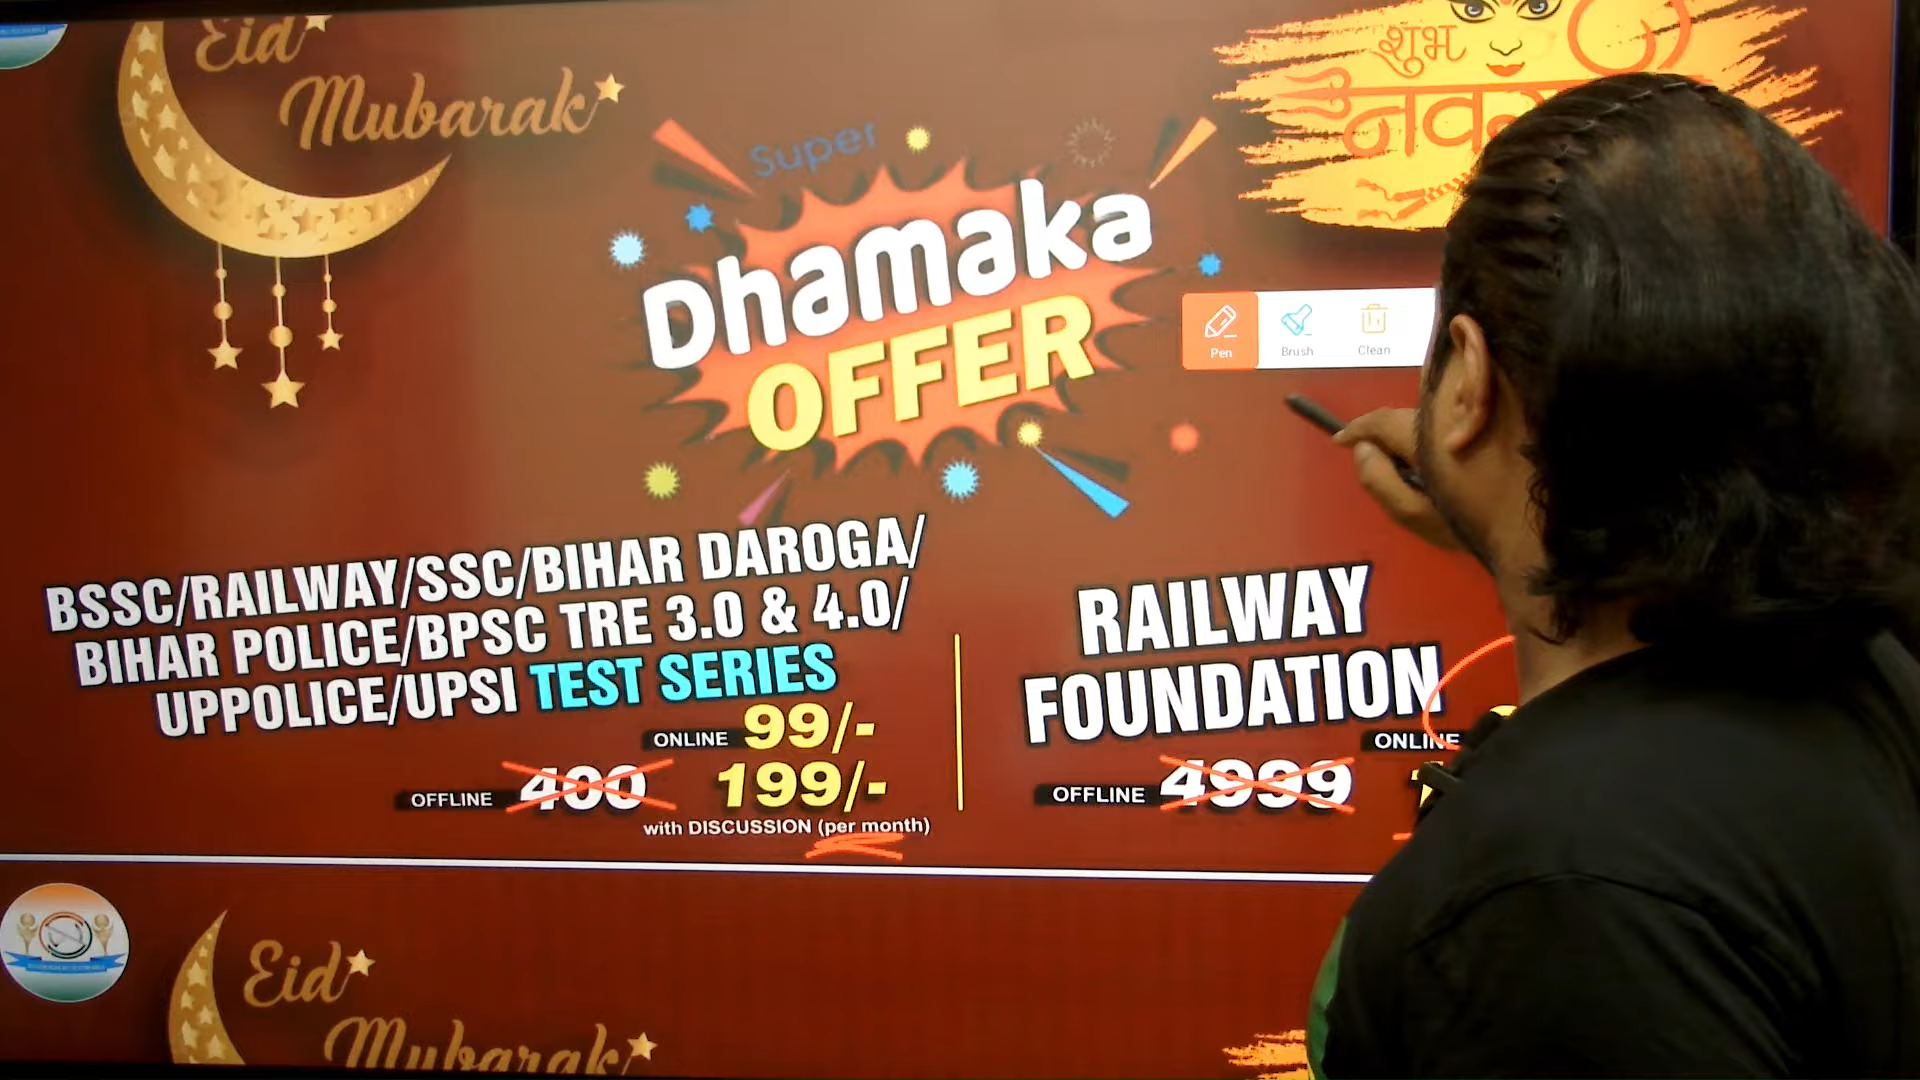 Eid
Mubarak
शुभ
Super
Dhamaka
OFFER
Pen
Brush
Clean
BSSC/RAILWAY/SSC/BIHAR DAROGA/
BIHAR POLICE/BPSC TRE 3.0 & 4.0/
UPPOLICE/UPSI TEST SERIES
ONLINE 99/-
OFFLINE 400 199/-
with DISCUSSION (per month)
RAILWAY
FOUNDATION
ONLINE
OFFLINE 4999
Eid
Mubarak